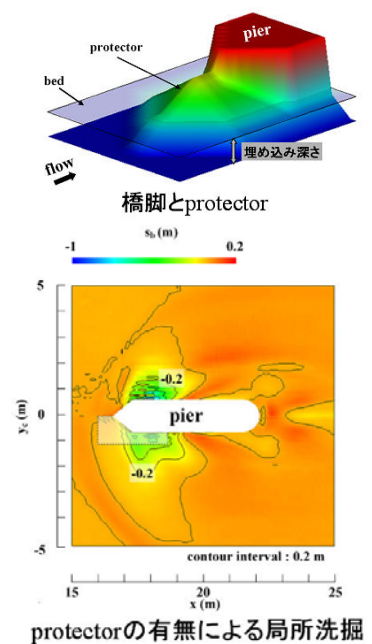 pier
protector
bed
flow
埋め込み深さ
橋脚とprotector
s_b (m)
-1
0.2
5
-0.2
y_c (m)
0
pier
-0.2
-5
contour interval : 0.2 m
15
20
25
x (m)
protectorの有無による局所洗掘